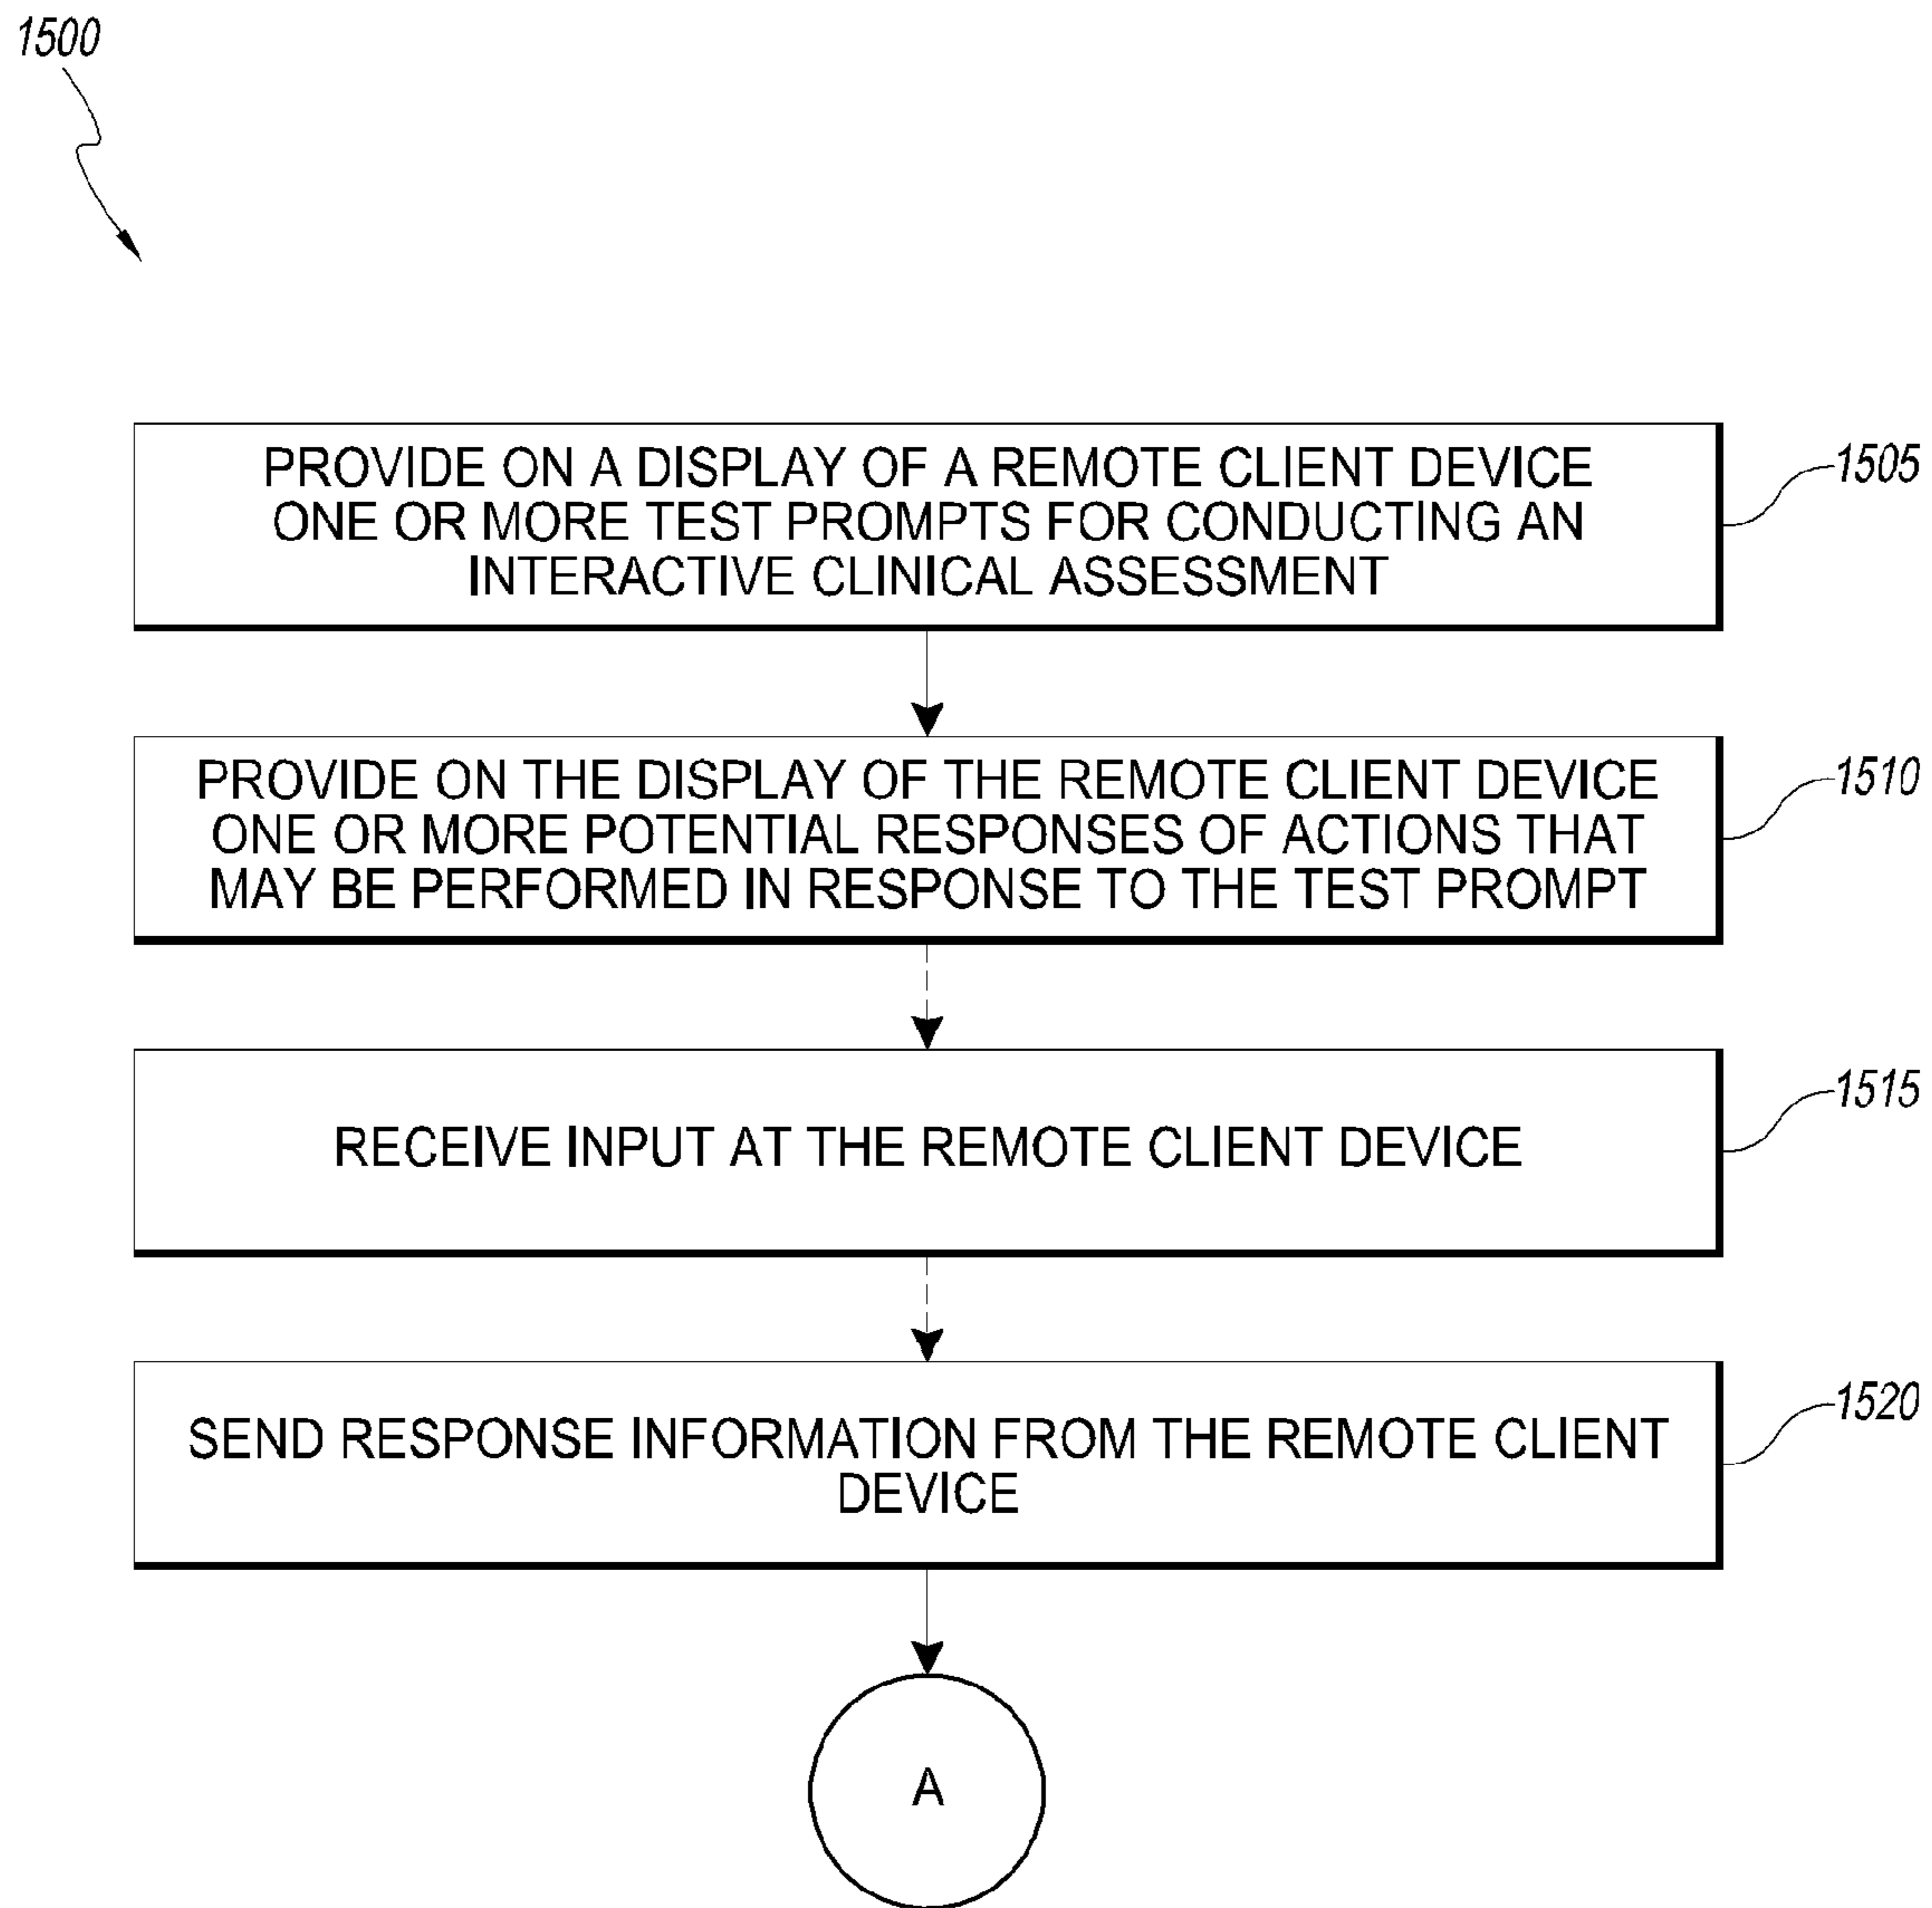 1500
PROVIDE ON A DISPLAY OF A REMOTE CLIENT DEVICE
ONE OR MORE TEST PROMPTS FOR CONDUCTING AN
INTERACTIVE CLINICAL ASSESSMENT
1505
PROVIDE ON THE DISPLAY OF THE REMOTE CLIENT DEVICE
ONE OR MORE POTENTIAL RESPONSES OF ACTIONS THAT
MAY BE PERFORMED IN RESPONSE TO THE TEST PROMPT
1510
RECEIVE INPUT AT THE REMOTE CLIENT DEVICE
1515
SEND RESPONSE INFORMATION FROM THE REMOTE CLIENT
DEVICE
1520
A